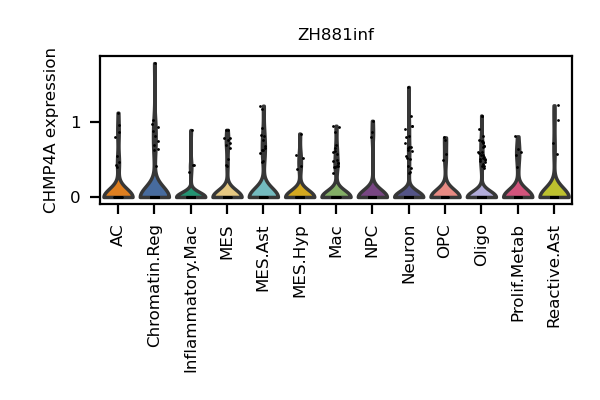 ZH881inf
CHMP4A expression
1
0
AC
Chromatin.Reg
Inflammatory.Mac
MES
MES.Ast
MES.Hyp
Mac
NPC
Neuron
OPC
Oligo
Prolif.Metab
Reactive.Ast